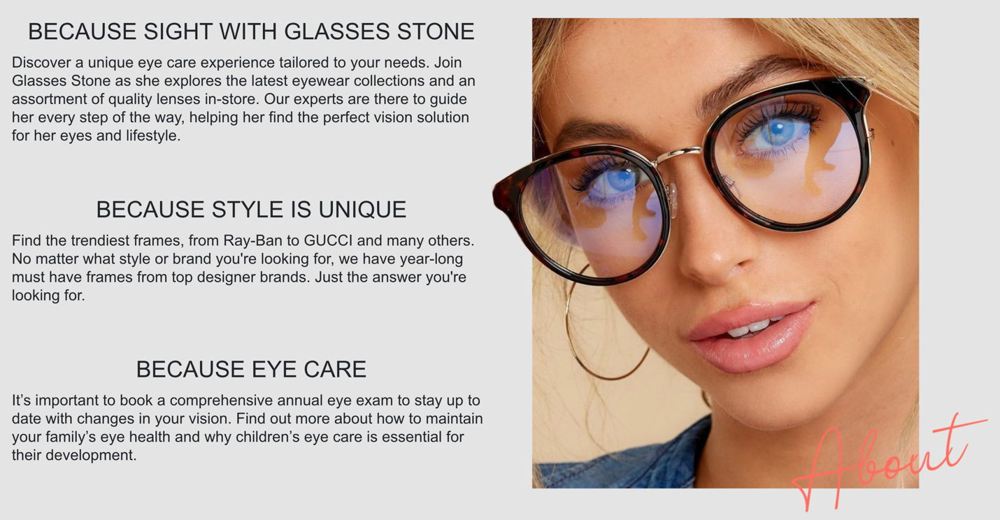 BECAUSE SIGHT WITH GLASSES STONE
Discover a unique eye care experience tailored to your needs. Join
Glasses Stone as she explores the latest eyewear collections and an
assortment of quality lenses in-store. Our experts are there to guide
her every step of the way, helping her find the perfect vision solution
for her eyes and lifestyle.
BECAUSE STYLE IS UNIQUE
Find the trendiest frames, from Ray-Ban to GUCCI and many others.
No matter what style or brand you're looking for, we have year-long
must have frames from top designer brands. Just the answer you're
looking for.
BECAUSE EYE CARE
It’s important to book a comprehensive annual eye exam to stay up to
date with changes in your vision. Find out more about how to maintain
your family’s eye health and why children’s eye care is essential for
their development.
About